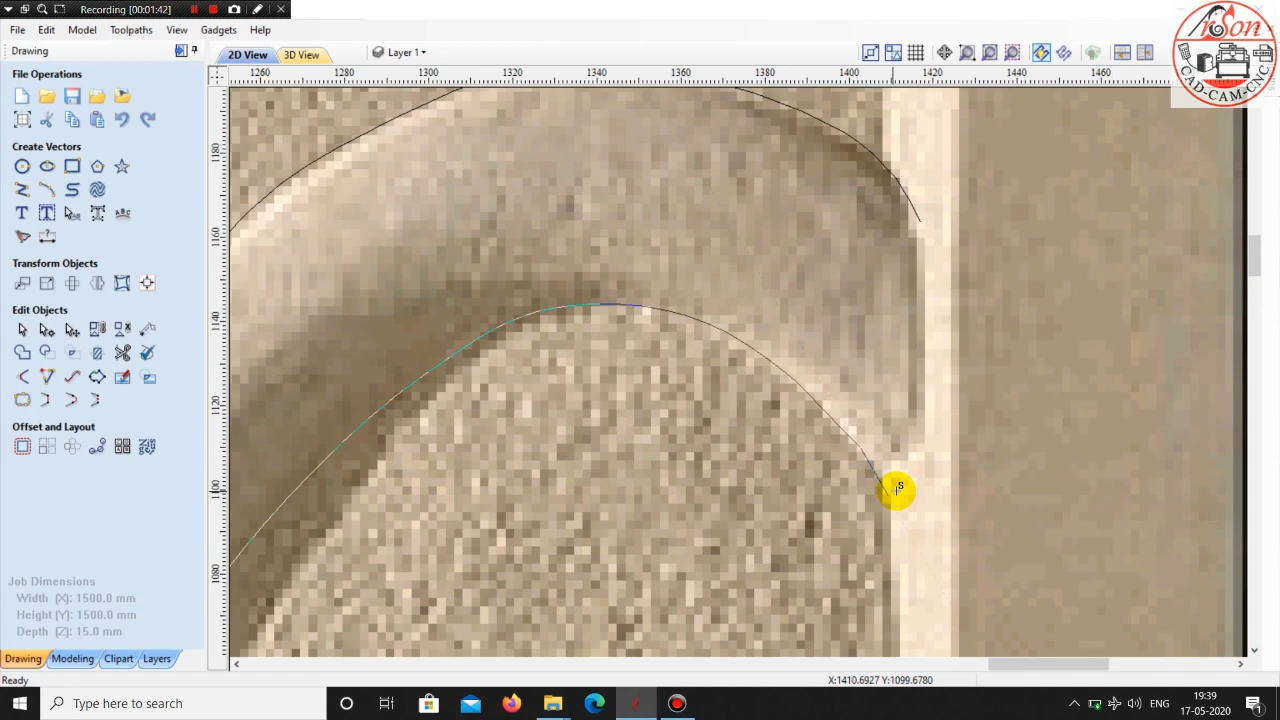 Recording [00:01:42]
File Edit Model Toolpaths View Gadgets Help
Drawing
2D View
3D View
Layer 1
1260 1280 1300 1320 1340 1360 1380 1400 1420 1440 1460
1180
1160
1140
1120
1100
1080
File Operations
Create Vectors
Transform Objects
Edit Objects
Offset and Layout
Job Dimensions
Width (X): 1500.0 mm
Height (Y): 1500.0 mm
Depth (Z): 15.0 mm
Drawing Modeling Clipart Layers
S
CAD-CAM-CNC
Ready
X:1410.6927 Y:1099.6780
Type here to search
ENG
19:39
17-05-2020
1